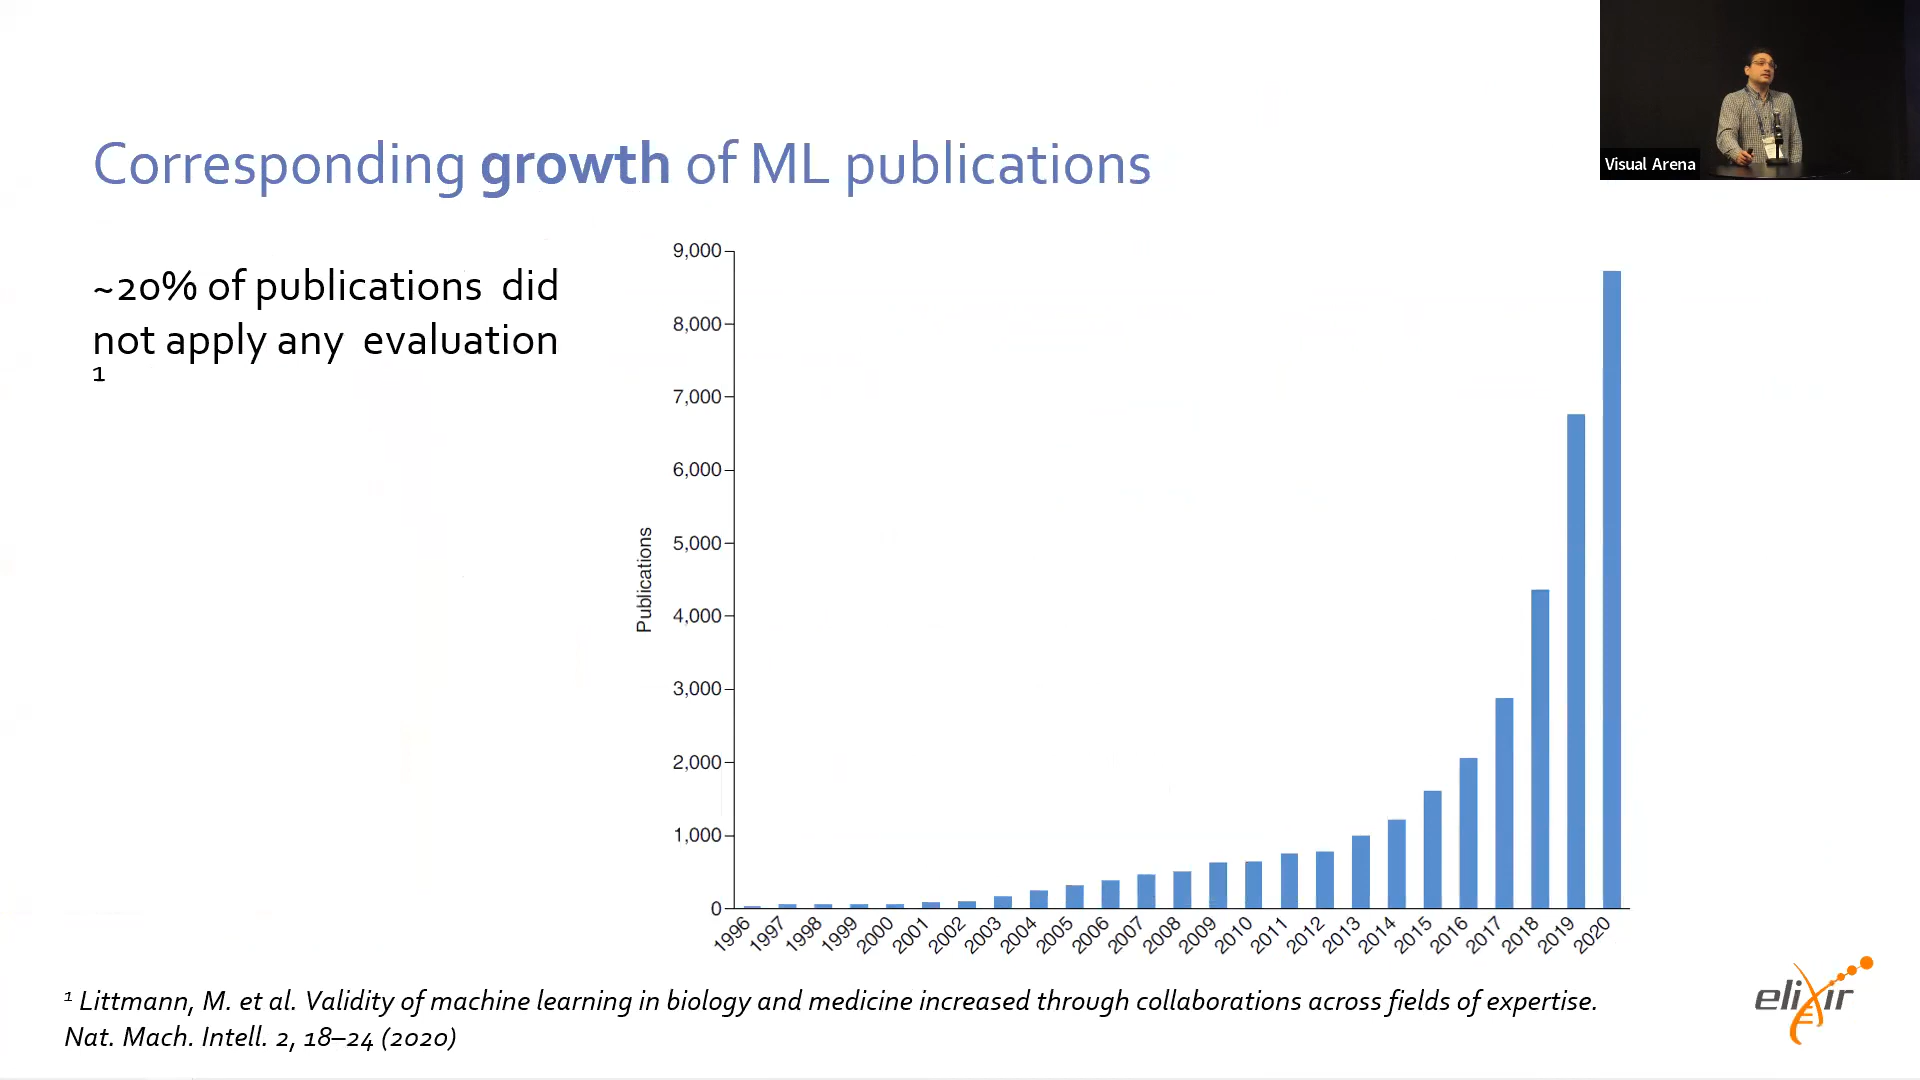 Visual Arena
Corresponding growth of ML publications
~20% of publications did
not apply any evaluation
1
Publications
9,000
8,000
7,000
6,000
5,000
4,000
3,000
2,000
1,000
0
1996 1997 1998 1999 2000 2001 2002 2003 2004 2005 2006 2007 2008 2009 2010 2011 2012 2013 2014 2015 2016 2017 2018 2019 2020
1 Littmann, M. et al. Validity of machine learning in biology and medicine increased through collaborations across fields of expertise.
Nat. Mach. Intell. 2, 18–24 (2020)
elixir